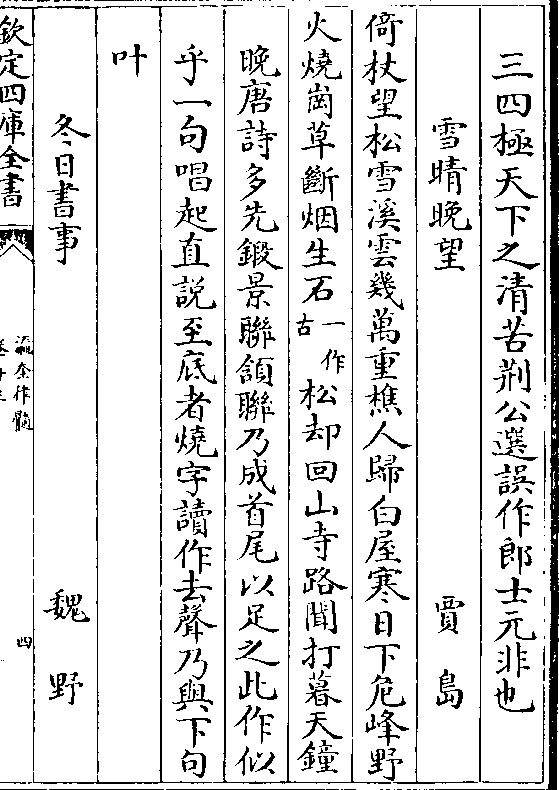 三四極天下之清苦荆公選誤作郎士元非也
雪晴晚望　賈島
倚杖望松雪溪雲幾萬重樵人歸白屋寒日下危峰野
火燒崗草斷烟生石一作古松却回山寺路聞打暮天鐘
晚唐詩多先鍛景聯頷聯乃成首尾以足之此作似
乎一句唱起直説至底者燒字讀作去聲乃與下句
叶
冬日書事　魏野
欽定四庫全書
瀛奎律髓
四